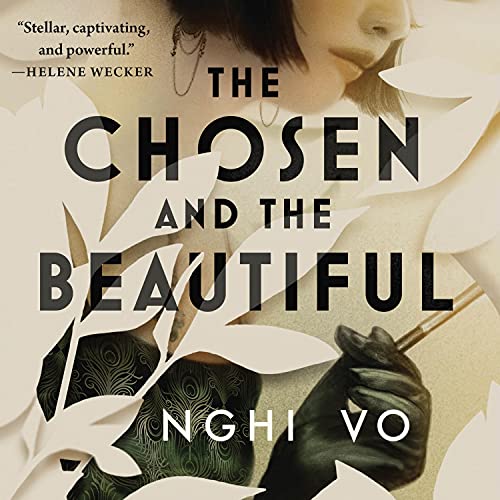 “Stellar, captivating,
and powerful.”
—HELENE WECKER
THE
CHOSEN
AND THE
BEAUTIFUL
NGHI VO